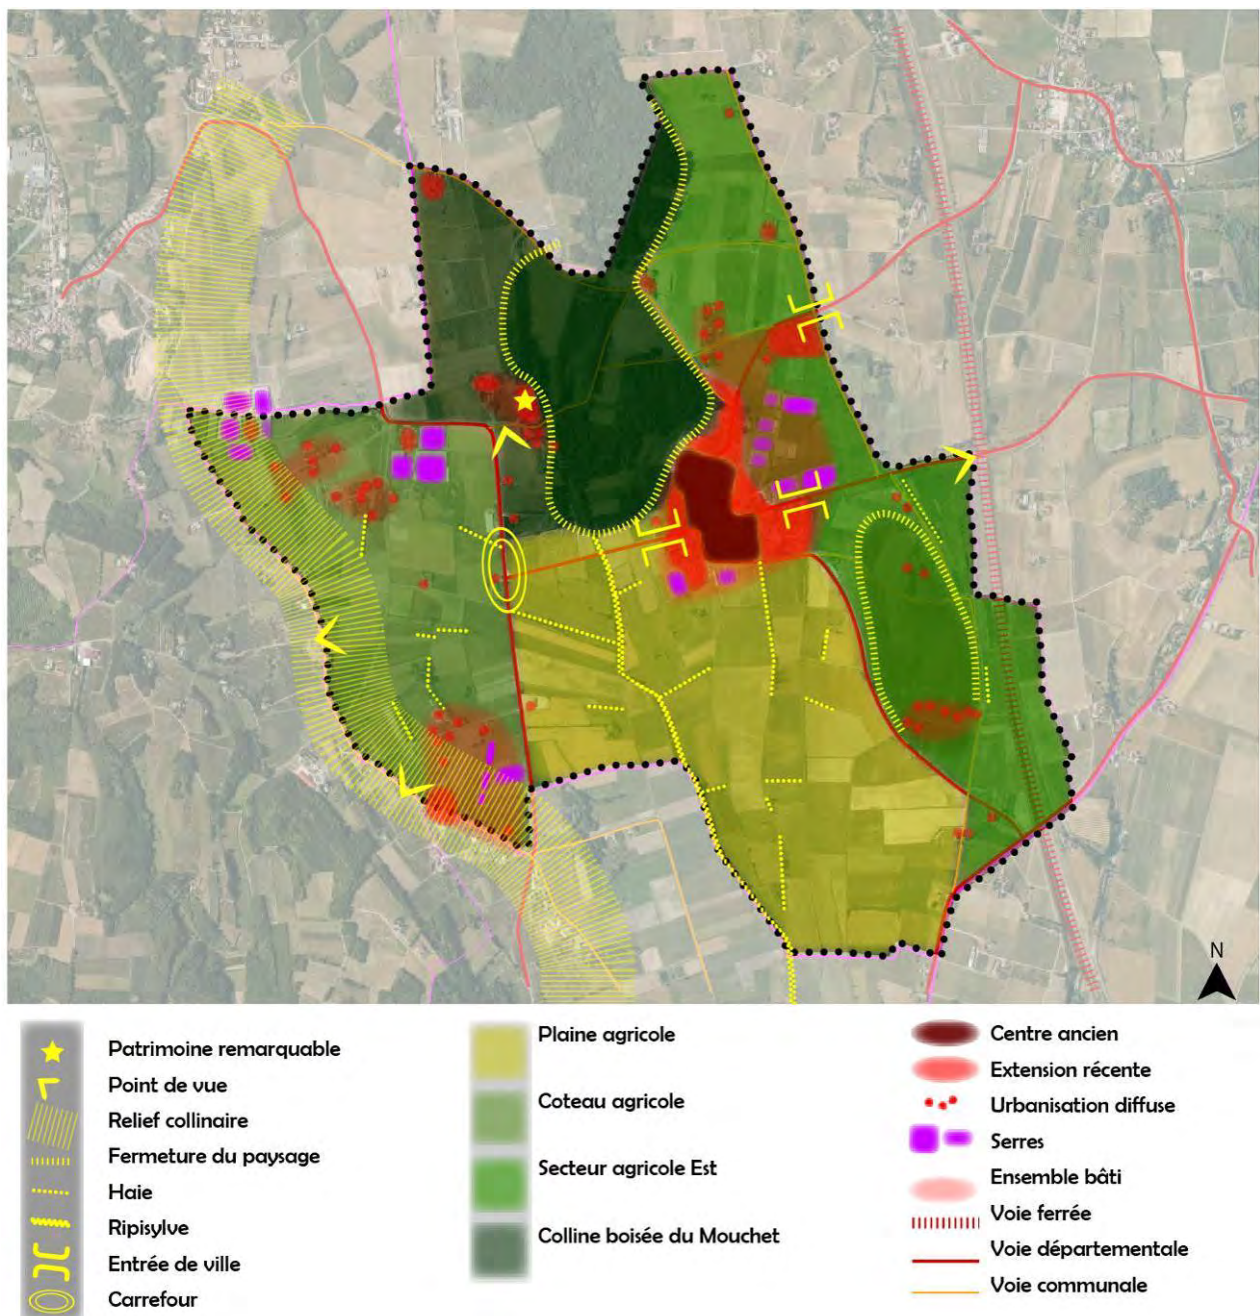 N
Patrimoine remarquable
Point de vue
Relief collinaire
Fermeture du paysage
Haie
Ripisylve
Entrée de ville
Carrefour
Plaine agricole
Coteau agricole
Secteur agricole Est
Colline boisée du Mouchet
Centre ancien
Extension récente
Urbanisation diffuse
Serres
Ensemble bâti
Voie ferrée
Voie départementale
Voie communale